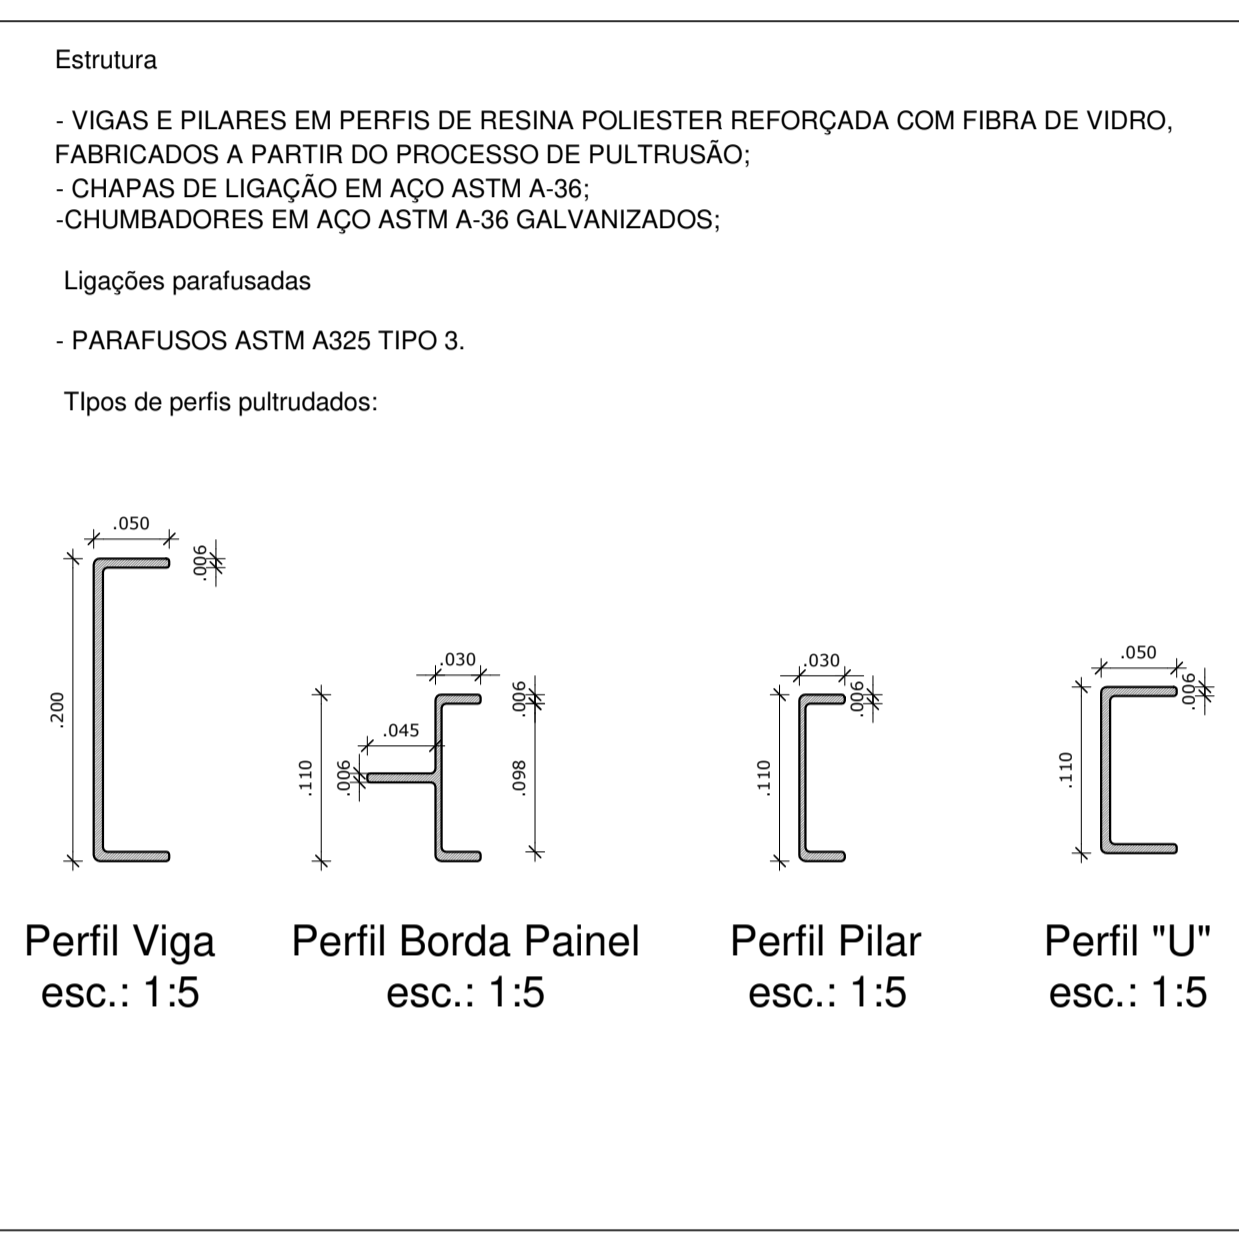 Estrutura
- VIGAS E PILARES EM PERFIS DE RESINA POLIESTER REFORÇADA COM FIBRA DE VIDRO,
FABRICADOS A PARTIR DO PROCESSO DE PULTRUSÃO;
- CHAPAS DE LIGAÇÃO EM AÇO ASTM A-36;
-CHUMBADORES EM AÇO ASTM A-36 GALVANIZADOS;
Ligações parafusadas
- PARAFUSOS ASTM A325 TIPO 3.
TIpos de perfis pultrudados:
.050
.006
.200
Perfil Viga
esc.: 1:5
.030
.006
.045
.110
.006
.098
Perfil Borda Painel
esc.: 1:5
.030
.006
.110
Perfil Pilar
esc.: 1:5
.050
.006
.110
Perfil "U"
esc.: 1:5